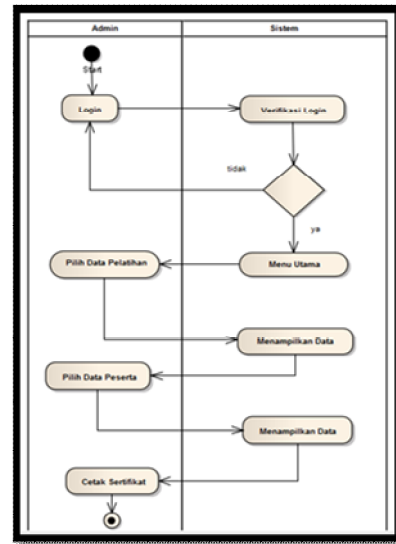 Admin
Sistem
Start
Login
Verifikasi Login
tidak
ya
Pilih Data Pelatihan
Menu Utama
Menampilkan Data
Pilih Data Peserta
Menampilkan Data
Cetak Sertifikat